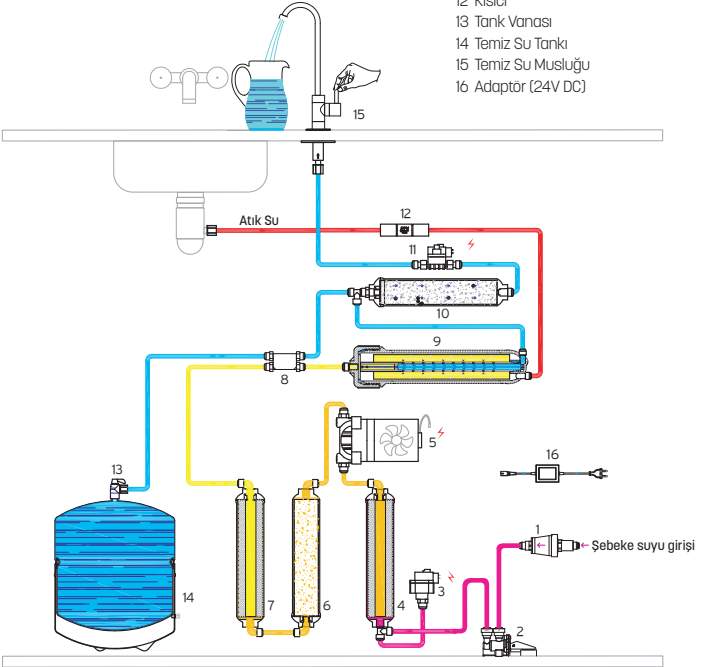 12 Kısıcı
13 Tank Vanası
14 Temiz Su Tankı
15 Temiz Su Musluğu
16 Adaptör (24V DC)
15
Atık Su
12
11
10
9
8
5
13
16
1
Şebeke suyu girişi
3
14
7
6
4
2